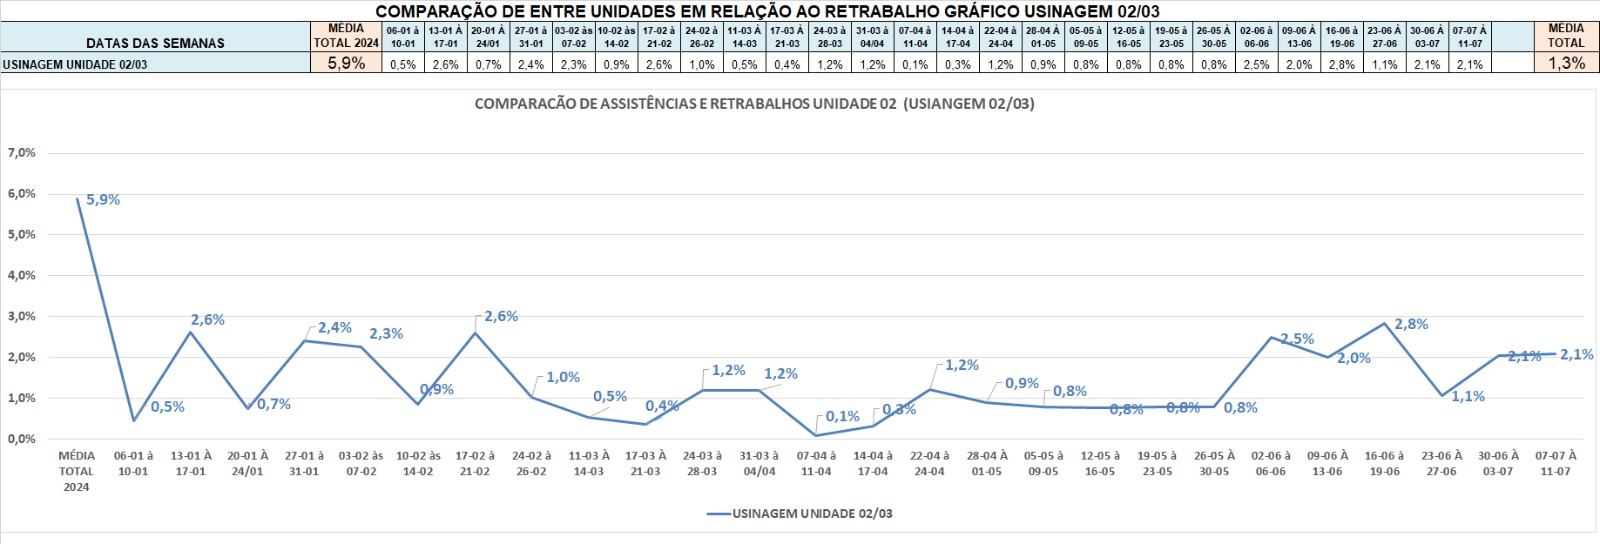 COMPARAÇÃO DE ENTRE UNIDADES EM RELAÇÃO AO RETRABALHO GRÁFICO USINAGEM 02/03
DATAS DAS SEMANAS MÉDIA TOTAL 2024 06-01 à 10-01 13-01 À 17-01 20-01 À 24/01 27-01 à 31-01 03-02 às 07-02 10-02 às 14-02 17-02 à 21-02 24-02 à 26-02 11-03 À 14-03 17-03 À 21-03 24-03 à 28-03 31-03 à 04/04 07-04 à 11-04 14-04 à 17-04 22-04 à 24-04 28-04 À 01-05 05-05 à 09-05 12-05 à 16-05 19-05 à 23-05 26-05 À 30-05 02-06 à 06-06 09-06 À 13-06 16-06 à 19-06 23-06 À 27-06 30-06 À 03-07 07-07 À 11-07 MÉDIA TOTAL
USINAGEM UNIDADE 02/03 5,9% 0,5% 2,6% 0,7% 2,4% 2,3% 0,9% 2,6% 1,0% 0,5% 0,4% 1,2% 1,2% 0,1% 0,3% 1,2% 0,9% 0,8% 0,8% 0,8% 0,8% 2,5% 2,0% 2,8% 1,1% 2,1% 2,1% 1,3%
COMPARACÃO DE ASSISTÊNCIAS E RETRABALHOS UNIDADE 02 (USIANGEM 02/03)
7,0%
6,0%
5,0%
4,0%
3,0%
2,0%
1,0%
0,0%
5,9% 0,5% 2,6% 0,7% 2,4% 2,3% 0,9% 2,6% 1,0% 0,5% 0,4% 1,2% 1,2% 0,1% 0,3% 1,2% 0,9% 0,8% 0,8% 0,8% 0,8% 2,5% 2,0% 2,8% 1,1% 2,1% 2,1%
MÉDIA 06-01 à 13-01 À 20-01 À 27-01 à 03-02 às 10-02 às 17-02 à 24-02 à 11-03 À 17-03 À 24-03 à 31-03 à 07-04 à 14-04 à 22-04 à 28-04 À 05-05 à 12-05 à 19-05 à 26-05 À 02-06 à 09-06 À 16-06 à 23-06 À 30-06 À 07-07 À
TOTAL 10-01 17-01 24/01 31-01 07-02 14-02 21-02 26-02 14-03 21-03 28-03 04/04 11-04 17-04 24-04 01-05 09-05 16-05 23-05 30-05 06-06 13-06 19-06 27-06 03-07 11-07
2024
USINAGEM UNIDADE 02/03